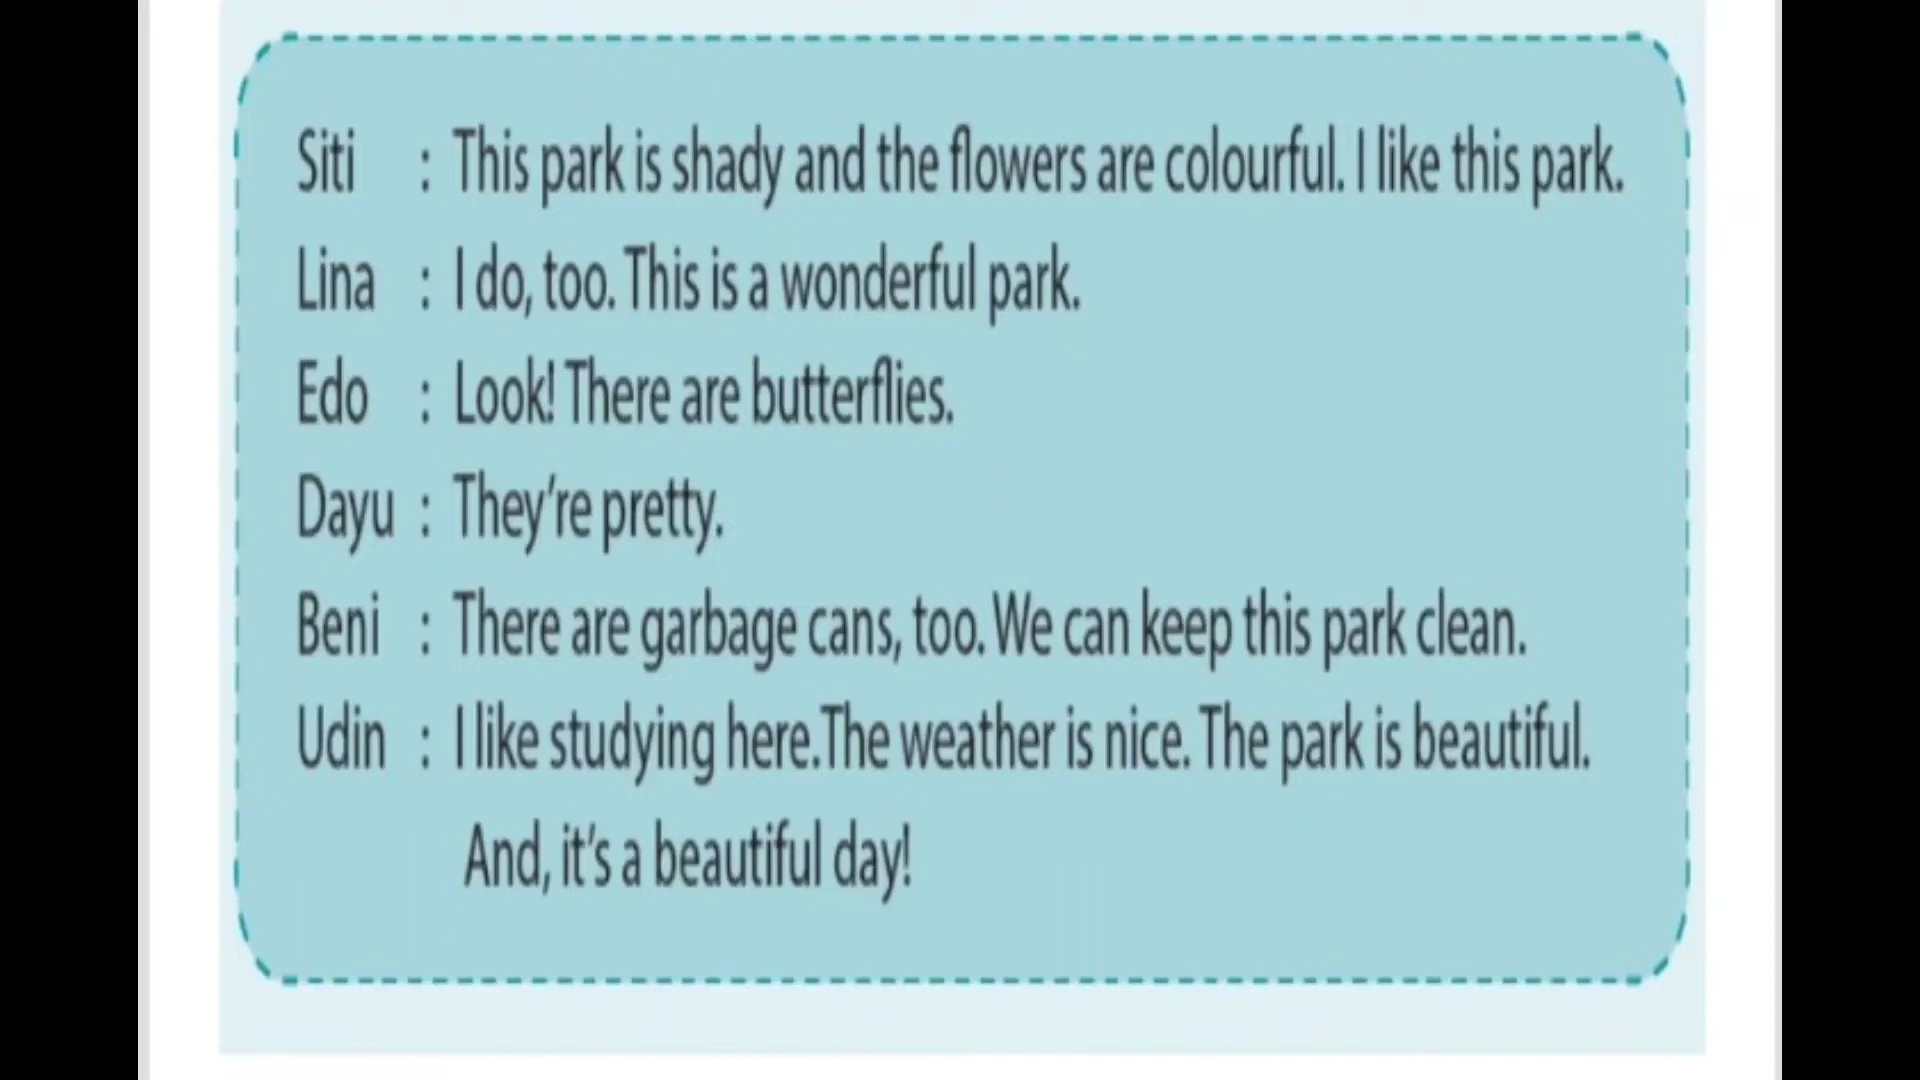 Siti : This park is shady and the flowers are colourful. I like this park.
Lina : I do, too. This is a wonderful park.
Edo : Look! There are butterflies.
Dayu : They're pretty.
Beni : There are garbage cans, too. We can keep this park clean.
Udin : I like studying here.The weather is nice. The park is beautiful.
And, it's a beautiful day!